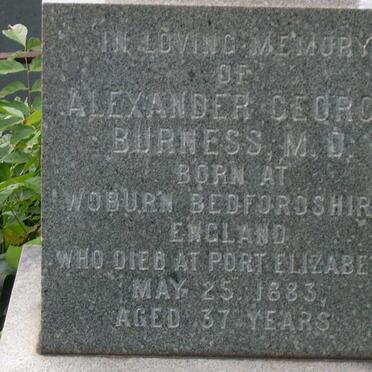 IN LOVING MEMORY
OF
ALEXANDER GEORG
BURNESS, M.D.
BORN AT
WOBURN BEDFORDSHIR
ENGLAND
WHO DIED AT PORT ELIZABE
MAY 25, 1883,
AGED 37 YEARS